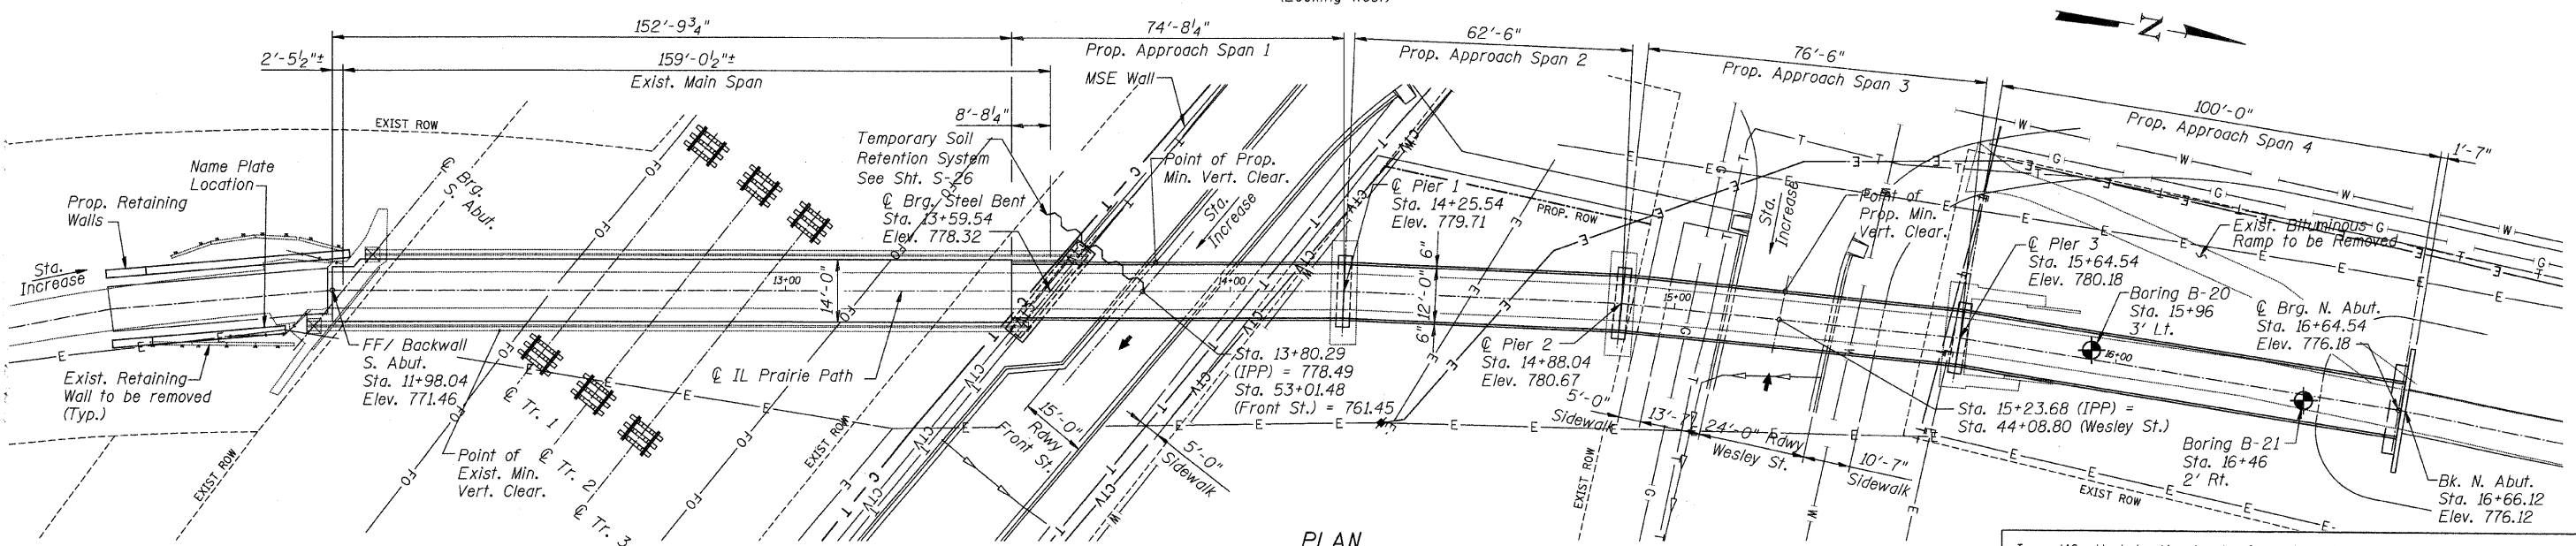 152'-9¾"
74'-8¼"
Prop. Approach Span 1
62'-6"
Prop. Approach Span 2
76'-6"
Prop. Approach Span 3
100'-0"
Prop. Approach Span 4
1'-7"
N
2'-5½"±
159'-0½"±
Exist. Main Span
8'-8¼"
MSE Wall
EXIST ROW
Name Plate
Location
Prop. Retaining
Walls
℄ Brg.
S. Abut.
Temporary Soil
Retention System
See Sht. S-26
℄ Brg. Steel Bent
Sta. 13+59.54
Elev. 778.32
Point of Prop.
Min. Vert. Clear.
Sta.
Increase
℄ Pier 1
Sta. 14+25.54
Elev. 779.71
PROP. ROW
Sta.
Increase
Point of
Prop. Min.
Vert. Clear.
Exist. Bituminous
Ramp to be Removed
℄ Pier 3
Sta. 15+64.54
Elev. 780.18
Boring B-20
Sta. 15+96
3' Lt.
℄ Brg. N. Abut.
Sta. 16+64.54
Elev. 776.18
Sta.
Increase
13+00
14'-0"
14+00
6"
12'-0"
6"
15+00
16+00
FF/ Backwall
S. Abut.
Sta. 11+98.04
Elev. 771.46
Exist. Retaining
Wall to be removed
(Typ.)
℄ IL Prairie Path
Sta. 13+80.29
(IPP) = 778.49
Sta. 53+01.48
(Front St.) = 761.45
℄ Pier 2
Sta. 14+88.04
Elev. 780.67
5'-0"
Sidewalk
13'-7"
24'-0" Rdwy
Wesley St.
10'-7"
Sidewalk
Sta. 15+23.68 (IPP) =
Sta. 44+08.80 (Wesley St.)
Boring B-21
Sta. 16+46
2' Rt.
Bk. N. Abut.
Sta. 16+66.12
Elev. 776.12
℄ Tr. 1
℄ Tr. 2
℄ Tr. 3
Point of
Exist. Min.
Vert. Clear.
15'-0"
Rdwy
Front St.
5'-0"
Sidewalk
EXIST ROW
EXIST ROW
EXIST ROW
EXIST ROW
PLAN